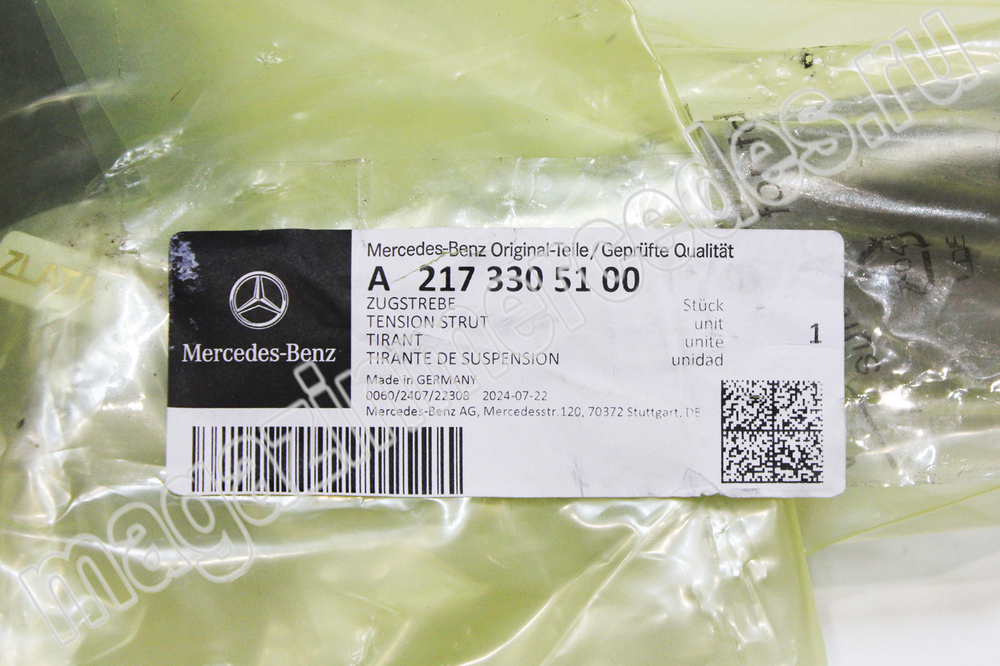 Mercedes-Benz Original-Teile / Geprüfte Qualität
A 217 330 51 00
ZUGSTREBE Stück
TENSION STRUT unit
TIRANT unite 1
TIRANTE DE SUSPENSION unidad
Mercedes-Benz
Made in GERMANY
0060/2407/22308 2024-07-22
Mercedes-Benz AG, Mercedesstr.120, 70372 Stuttgart, DE
magazinmercedes.ru